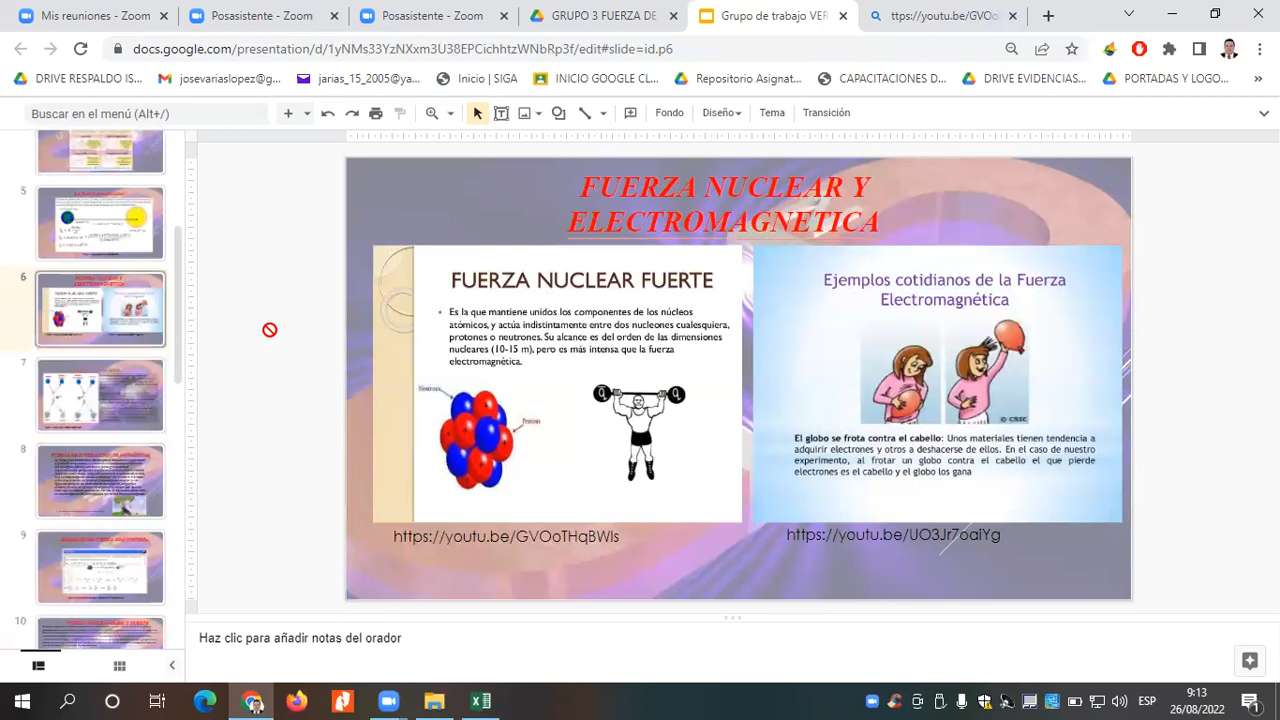 Mis reuniones - Zoom
Posasistente - Zoom
Posasistente - Zoom
GRUPO 3 FUERZA DE
Grupo de trabajo VER
ttps://youtu.be/GVOo
docs.google.com/presentation/d/1yNMs33YzNXxm3U38EPCichhtzWNbRp3f/edit#slide=id.p6
DRIVE RESPALDO IS...
josevariaslopez@g...
jarias_15_2005@ya...
Inicio | SIGA
INICIO GOOGLE CL...
Repositorio Asignat...
CAPACITACIONES D...
DRIVE EVIDENCIAS...
PORTADAS Y LOGO...
»
Buscar en el menú (Alt+/)
Fondo
Diseño
Tema
Transición
5
6
7
8
9
10
FUERZA NUCLEAR Y
ELECTROMAGNETICA
FUERZA NUCLEAR FUERTE
• Es la que mantiene unidos los componentes de los núcleos
atómicos, y actúa indistintamente entre dos nucleones cualesquiera,
protones o neutrones. Su alcance es del orden de las dimensiones
nucleares (10-15 m), pero es más intensa que la fuerza
electromagnética.
Ejemplos cotidianos de la Fuerza
Electromagnética
© CSEC
El globo se frota contra el cabello: Unos materiales tienen tendencia a
adquirir electrones y otros a deshacerse de ellos. En el caso de nuestro
experimento, al frotar un globo contra el cabello el que pierde
electrones es el cabello y el globo los gana
https://youtu.be/GVOoTHqBWIs
https://youtu.be/UO3Jr7oaIYg
Haz clic para añadir notas del orador
ESP
9:13
26/08/2022